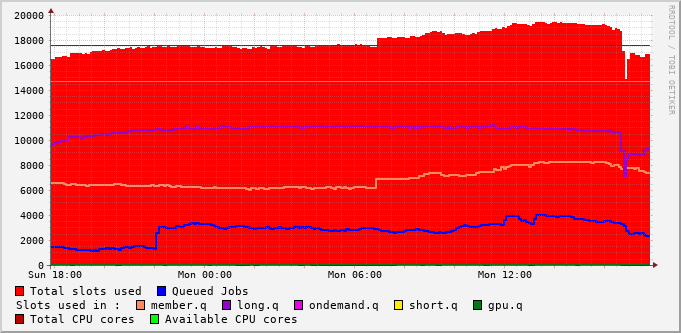 20000
18000
16000
14000
12000
10000
8000
6000
4000
2000
0
Sun 18:00 Mon 00:00 Mon 06:00 Mon 12:00
Total slots used Queued Jobs
Slots used in : member.q long.q ondemand.q short.q gpu.q
Total CPU cores Available CPU cores
RRDTOOL / TOBI OETIKER